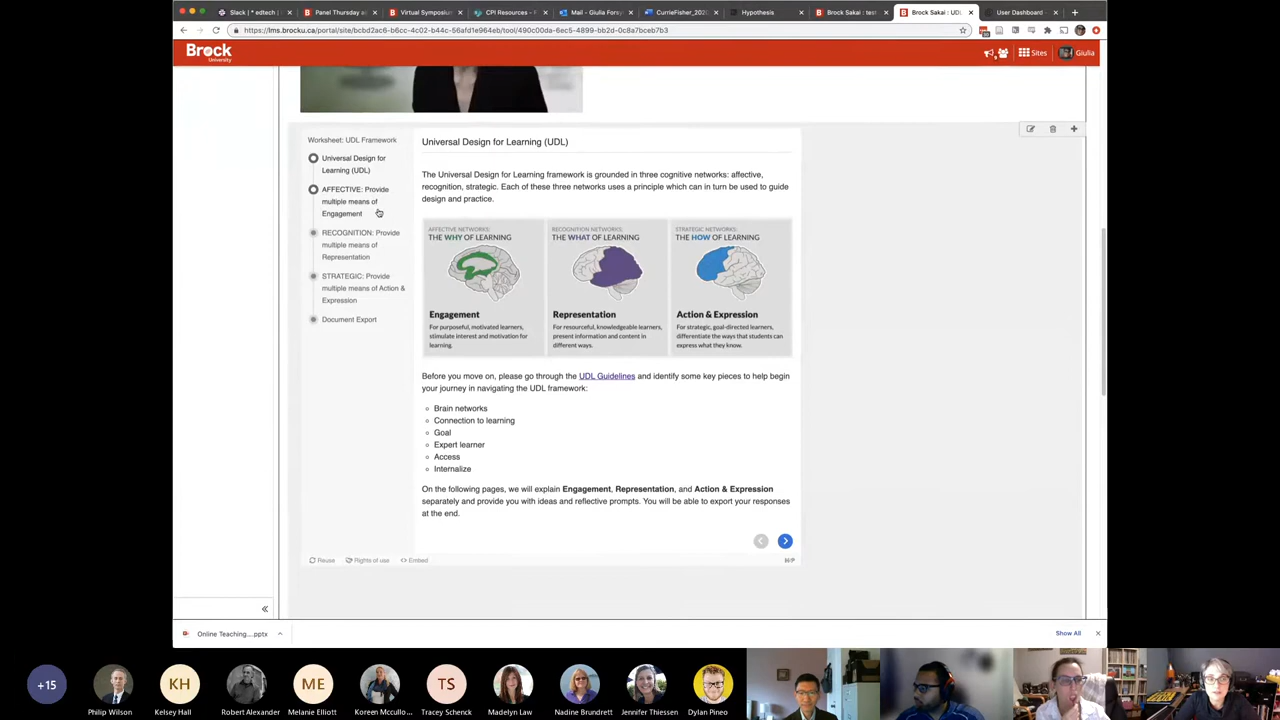 Slack | * edtech |
Panel Thursday a
Virtual Symposium
CPI Resources –
Mail – Giulia Forsy
CurrieFisher_202
Hypothesis
Brock Sakai : test
Brock Sakai : UDL
User Dashboard –
https://lms.brocku.ca/portal/site/bcbd2ac6-b6cc-4c02-b44c-56afd1e964eb/tool/490c00da-6ec5-4899-bb2d-0c8a7bceb7b3
Brock
University
Sites
Giulia
Worksheet: UDL Framework
Universal Design for
Learning (UDL)
AFFECTIVE: Provide
multiple means of
Engagement
RECOGNITION: Provide
multiple means of
Representation
STRATEGIC: Provide
multiple means of Action &
Expression
Document Export
Universal Design for Learning (UDL)
The Universal Design for Learning framework is grounded in three cognitive networks: affective,
recognition, strategic. Each of these three networks uses a principle which can in turn be used to guide
design and practice.
AFFECTIVE NETWORKS:
THE WHY OF LEARNING
Engagement
For purposeful, motivated learners,
stimulate interest and motivation for
learning.
RECOGNITION NETWORKS:
THE WHAT OF LEARNING
Representation
For resourceful, knowledgeable learners,
present information and content in
different ways.
STRATEGIC NETWORKS:
THE HOW OF LEARNING
Action & Expression
For strategic, goal-directed learners,
differentiate the ways that students can
express what they know.
Before you move on, please go through the UDL Guidelines and identify some key pieces to help begin
your journey in navigating the UDL framework:
Brain networks
Connection to learning
Goal
Expert learner
Access
Internalize
On the following pages, we will explain Engagement, Representation, and Action & Expression
separately and provide you with ideas and reflective prompts. You will be able to export your responses
at the end.
Reuse
Rights of use
Embed
H-P
Online Teaching....pptx
Show All
+15
KH
ME
TS
Philip Wilson
Kelsey Hall
Robert Alexander
Melanie Elliott
Koreen Mccullo...
Tracey Schenck
Madelyn Law
Nadine Brundrett
Jennifer Thiessen
Dylan Pineo